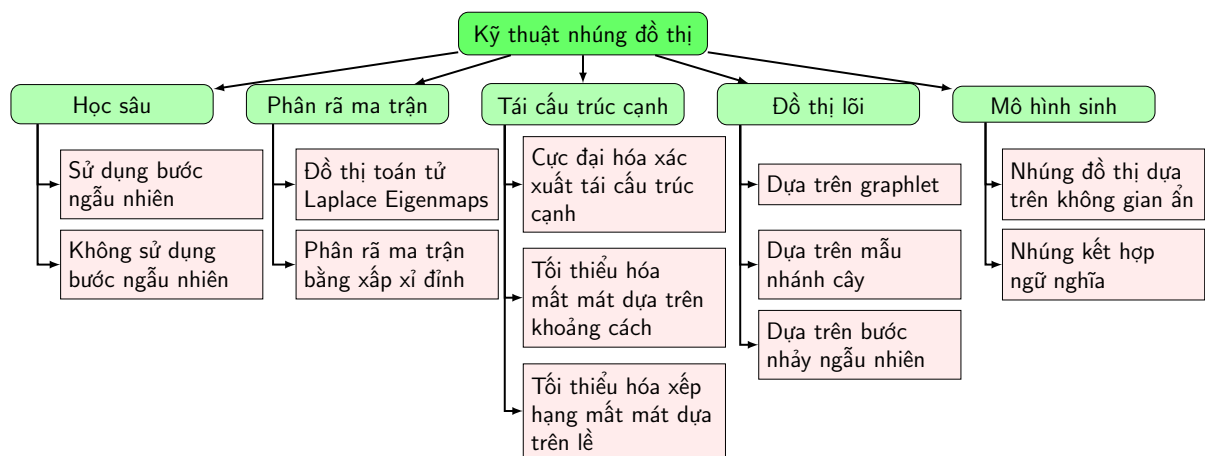 Kỹ thuật nhúng đồ thị
Học sâu
Sử dụng bước
ngẫu nhiên
Không sử dụng
bước ngẫu nhiên
Phân rã ma trận
Đồ thị toán tử
Laplace Eigenmaps
Phân rã ma trận
bằng xấp xỉ đỉnh
Tái cấu trúc cạnh
Cực đại hóa xác
xuất tái cấu trúc
cạnh
Tối thiểu hóa
mất mát dựa trên
khoảng cách
Tối thiểu hóa xếp
hạng mất mát dựa
trên lề
Đồ thị lõi
Dựa trên graphlet
Dựa trên mẫu
nhánh cây
Dựa trên bước
nhảy ngẫu nhiên
Mô hình sinh
Nhúng đồ thị dựa
trên không gian ẩn
Nhúng kết hợp
ngữ nghĩa